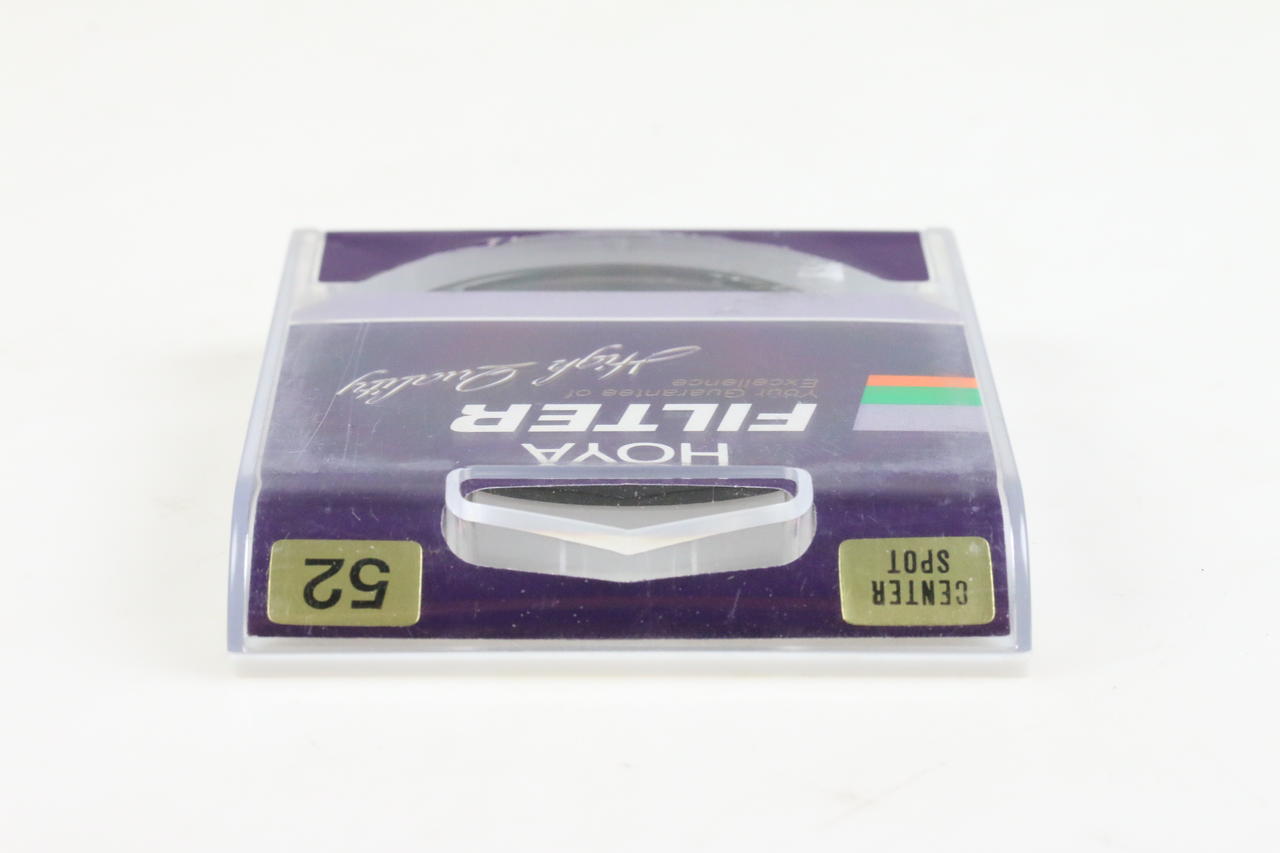 HOYA
FILTER
Your Guarantee of
Excellence
High Quality
CENTER
SPOT
52